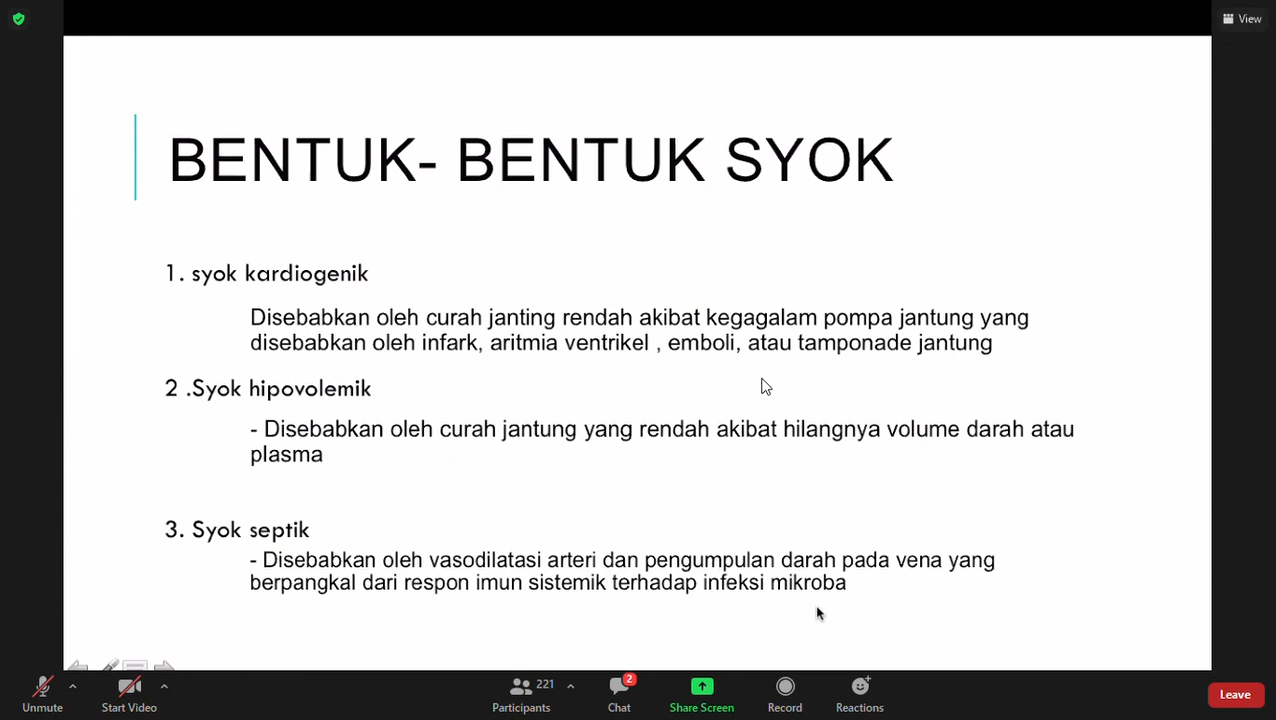 View
BENTUK- BENTUK SYOK
1. syok kardiogenik
Disebabkan oleh curah janting rendah akibat kegagalam pompa jantung yang
disebabkan oleh infark, aritmia ventrikel , emboli, atau tamponade jantung
2 .Syok hipovolemik
- Disebabkan oleh curah jantung yang rendah akibat hilangnya volume darah atau
plasma
3. Syok septik
- Disebabkan oleh vasodilatasi arteri dan pengumpulan darah pada vena yang
berpangkal dari respon imun sistemik terhadap infeksi mikroba
221
2
Unmute
Start Video
Participants
Chat
Share Screen
Record
Reactions
Leave